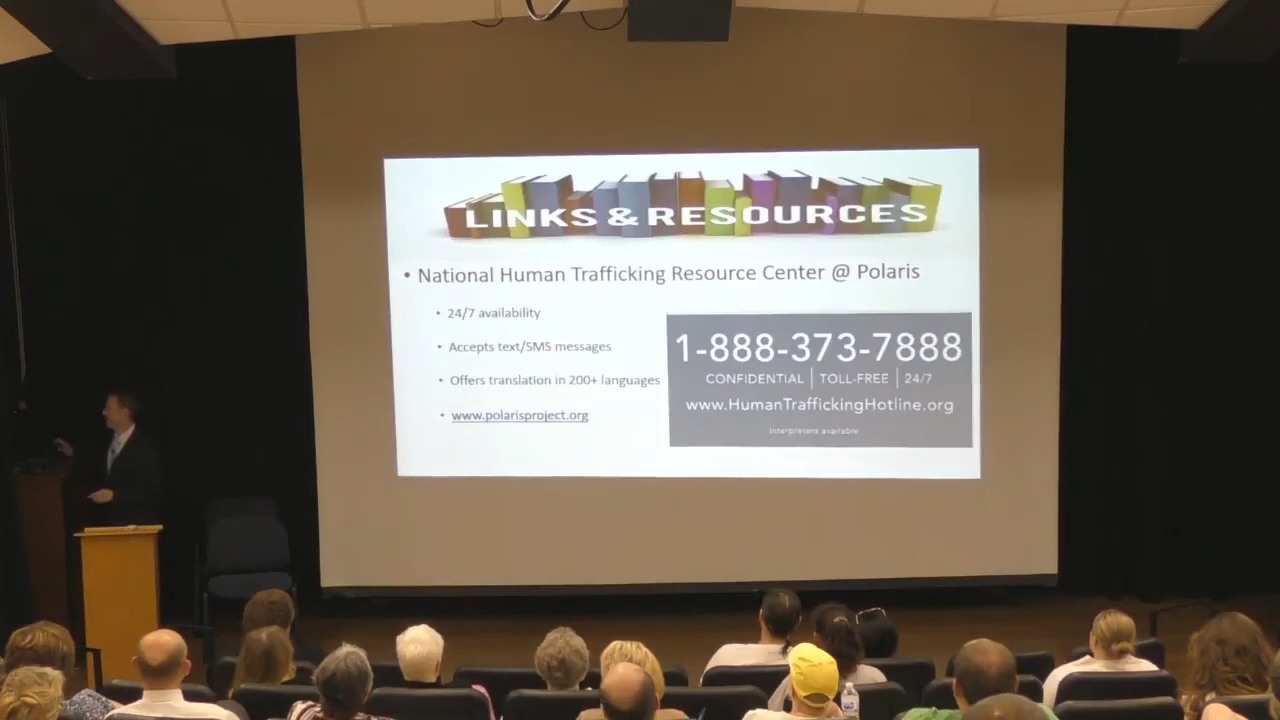 LINKS & RESOURCES
• National Human Trafficking Resource Center @ Polaris
• 24/7 availability
• Accepts text/SMS messages
• Offers translation in 200+ languages
• www.polarisproject.org
1-888-373-7888
CONFIDENTIAL | TOLL-FREE | 24/7
www.HumanTraffickingHotline.org
Interpreters available